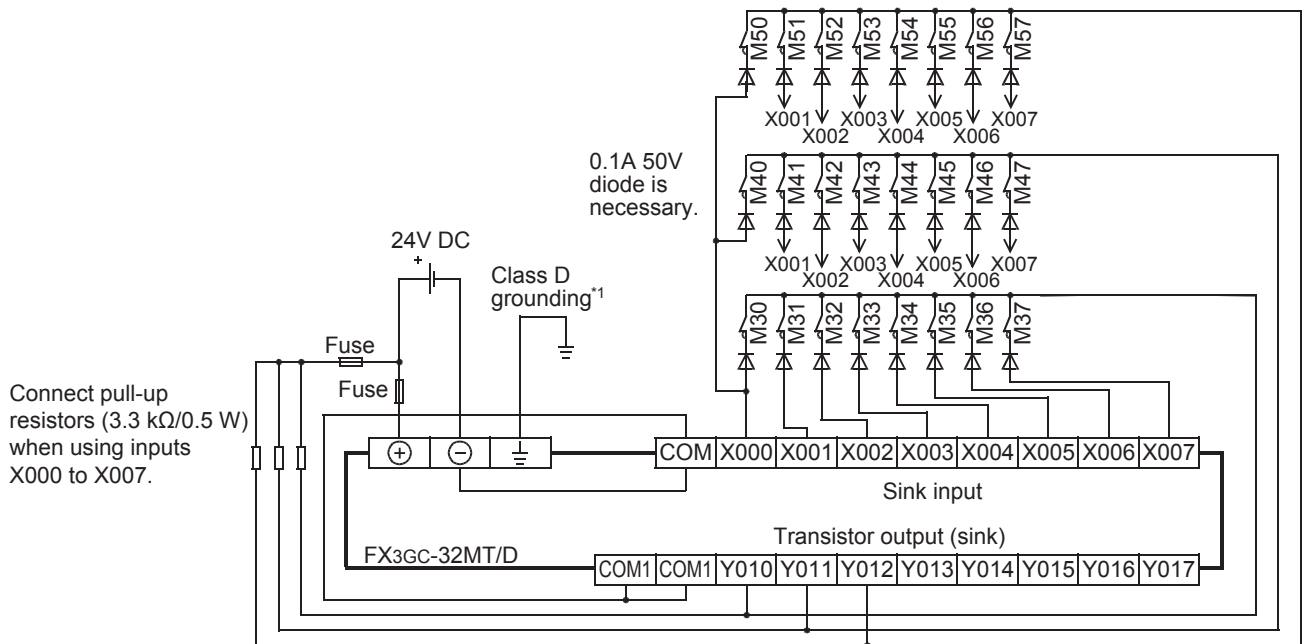 M50 M51 M52 M53 M54 M55 M56 M57
X001 X003 X005 X007
X002 X004 X006
0.1A 50V
diode is
necessary.
M40 M41 M42 M43 M44 M45 M46 M47
X001 X003 X005 X007
X002 X004 X006
24V DC
+
Class D
grounding*1
M30 M31 M32 M33 M34 M35 M36 M37
Fuse
Fuse
Connect pull-up
resistors (3.3 kΩ/0.5 W)
when using inputs
X000 to X007.
+ −
COM X000 X001 X002 X003 X004 X005 X006 X007
Sink input
Transistor output (sink)
FX3GC-32MT/D
COM1 COM1 Y010 Y011 Y012 Y013 Y014 Y015 Y016 Y017